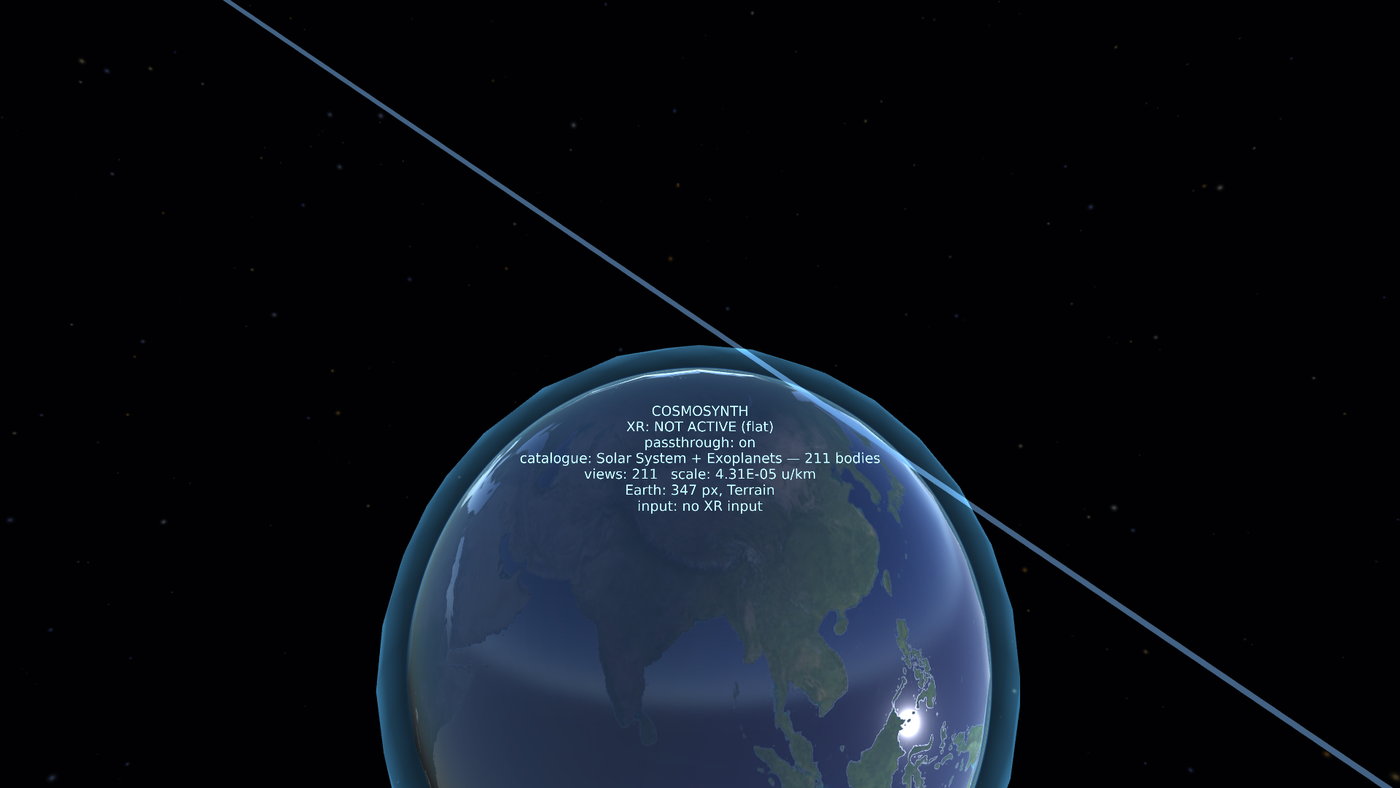 COSMOSYNTH
XR: NOT ACTIVE (flat)
passthrough: on
catalogue: Solar System + Exoplanets — 211 bodies
views: 211   scale: 4.31E-05 u/km
Earth: 347 px, Terrain
input: no XR input